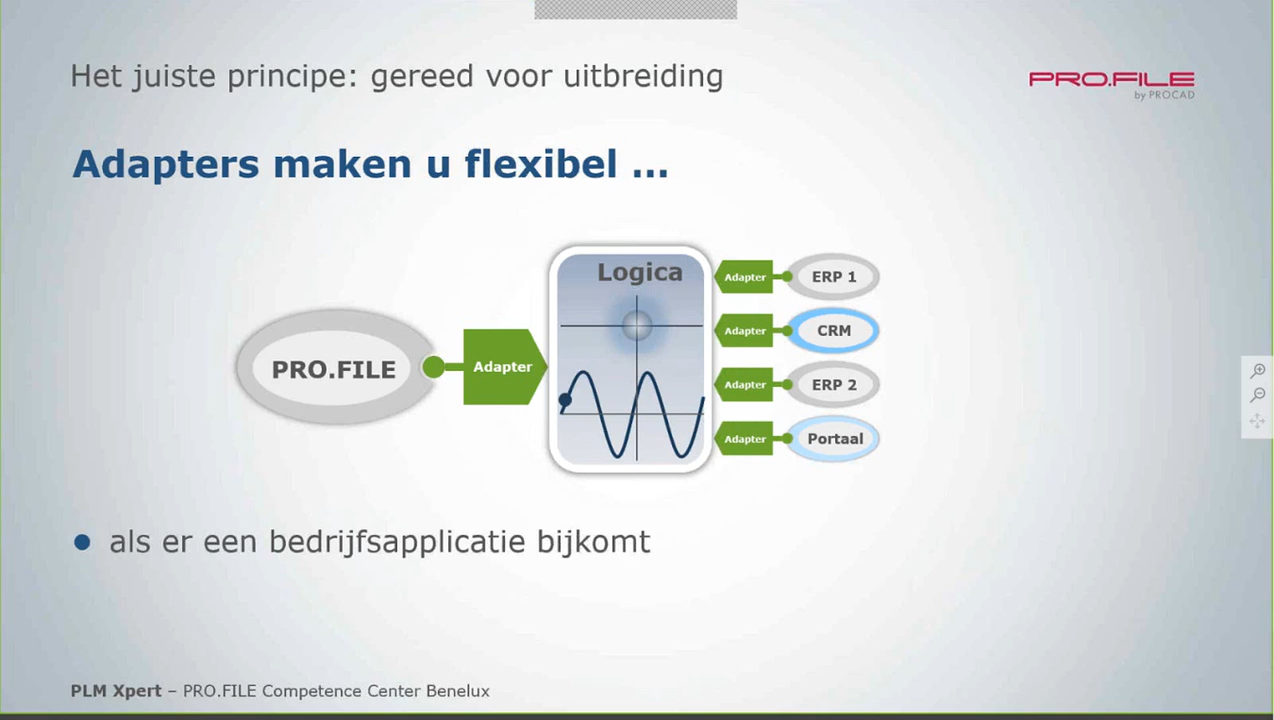 Het juiste principe: gereed voor uitbreiding
PRO.FILE
by PROCAD
Adapters maken u flexibel ...
Logica
Adapter
ERP 1
Adapter
CRM
PRO.FILE
Adapter
Adapter
ERP 2
Adapter
Portaal
als er een bedrijfsapplicatie bijkomt
PLM Xpert – PRO.FILE Competence Center Benelux